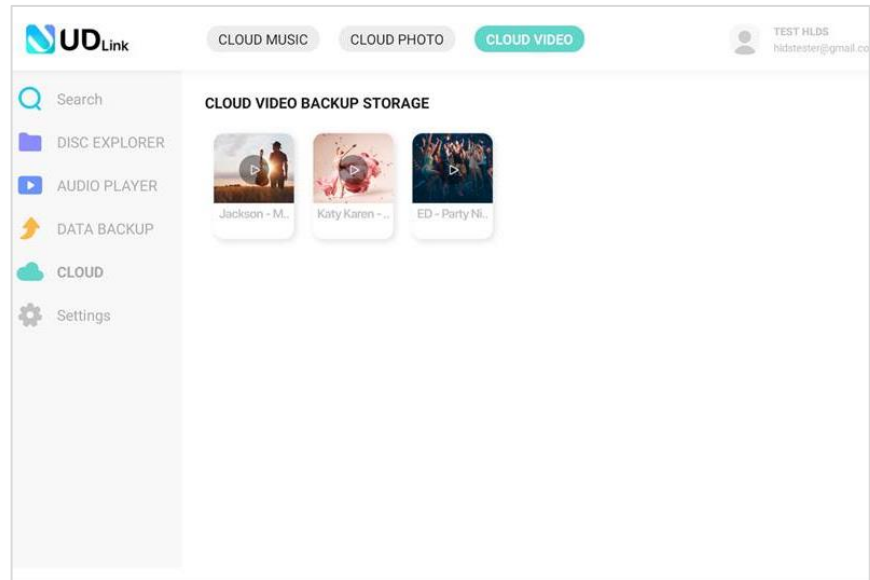 UDLink
CLOUD MUSIC CLOUD PHOTO CLOUD VIDEO
TEST HLDS
hldstester@gmail.co
Search
DISC EXPLORER
AUDIO PLAYER
DATA BACKUP
CLOUD
Settings
CLOUD VIDEO BACKUP STORAGE
Jackson - M.. Katy Karen - .. ED - Party Ni..